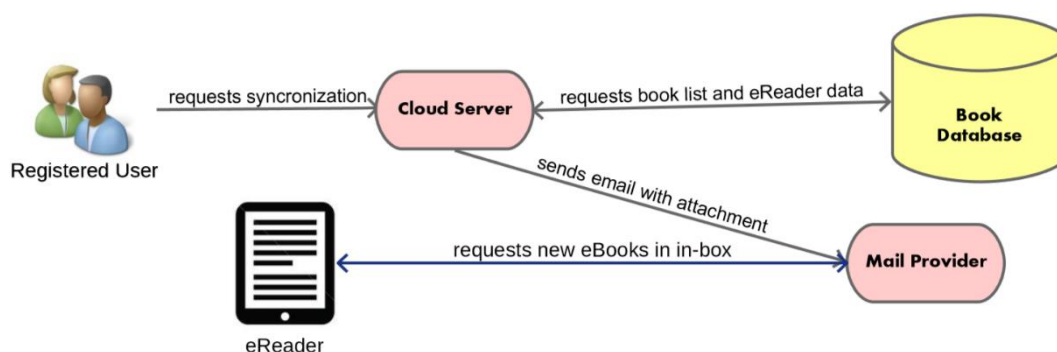 requests syncronization
Cloud Server
requests book list and eReader data
Book
Database
Registered User
sends email with attachment
requests new eBooks in in-box
Mail Provider
eReader